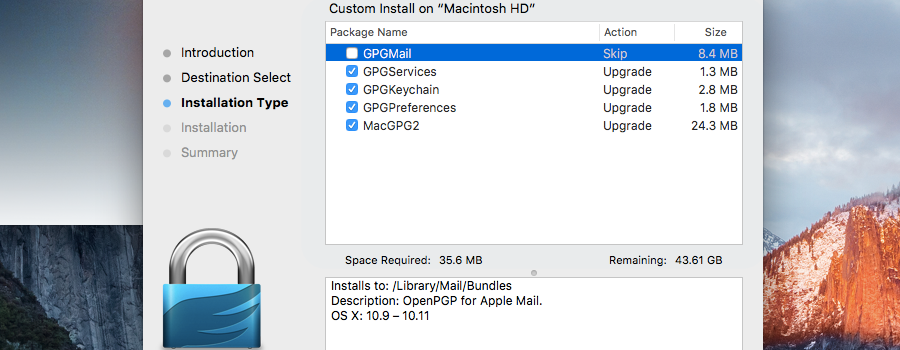 Custom Install on “Macintosh HD”
Package Name Action Size
Introduction
GPGMail Skip 8.4 MB
Destination Select
GPGServices Upgrade 1.3 MB
GPGKeychain Upgrade 2.8 MB
Installation Type
GPGPreferences Upgrade 1.8 MB
Installation
MacGPG2 Upgrade 24.3 MB
Summary
Space Required: 35.6 MB Remaining: 43.61 GB
Installs to: /Library/Mail/Bundles
Description: OpenPGP for Apple Mail.
OS X: 10.9 – 10.11